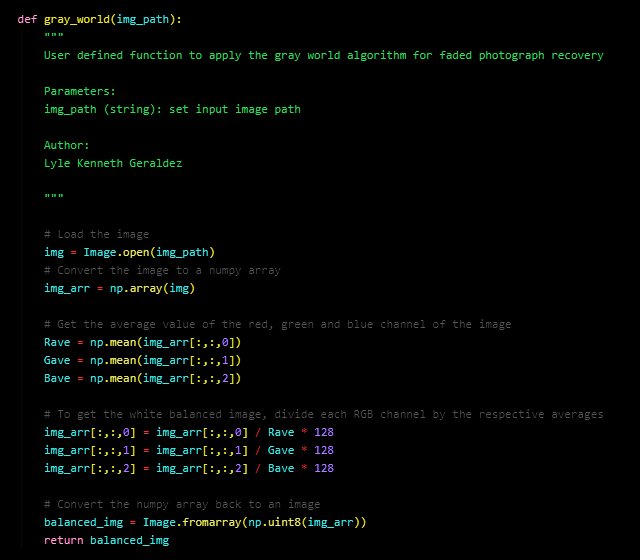 def gray_world(img_path):
    """
    User defined function to apply the gray world algorithm for faded photograph recovery

    Parameters:
    img_path (string): set input image path

    Author:
    Lyle Kenneth Geraldez

    """

    # Load the image
    img = Image.open(img_path)
    # Convert the image to a numpy array
    img_arr = np.array(img)

    # Get the average value of the red, green and blue channel of the image
    Rave = np.mean(img_arr[:,:,0])
    Gave = np.mean(img_arr[:,:,1])
    Bave = np.mean(img_arr[:,:,2])

    # To get the white balanced image, divide each RGB channel by the respective averages
    img_arr[:,:,0] = img_arr[:,:,0] / Rave * 128
    img_arr[:,:,1] = img_arr[:,:,1] / Gave * 128
    img_arr[:,:,2] = img_arr[:,:,2] / Bave * 128

    # Convert the numpy array back to an image
    balanced_img = Image.fromarray(np.uint8(img_arr))
    return balanced_img